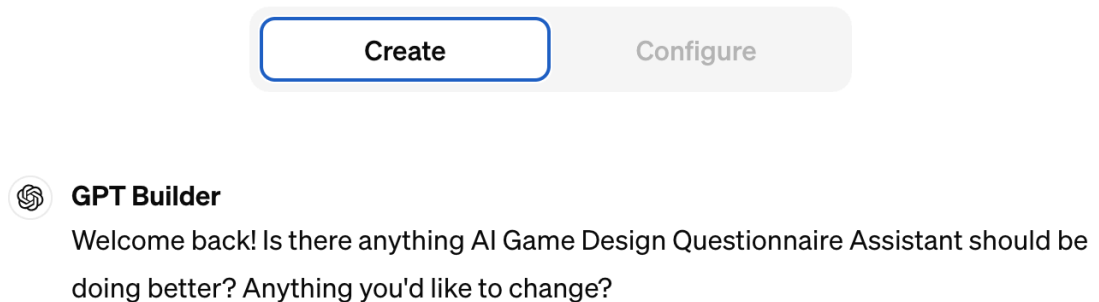 Create
Configure
GPT Builder
Welcome back! Is there anything AI Game Design Questionnaire Assistant should be
doing better? Anything you'd like to change?